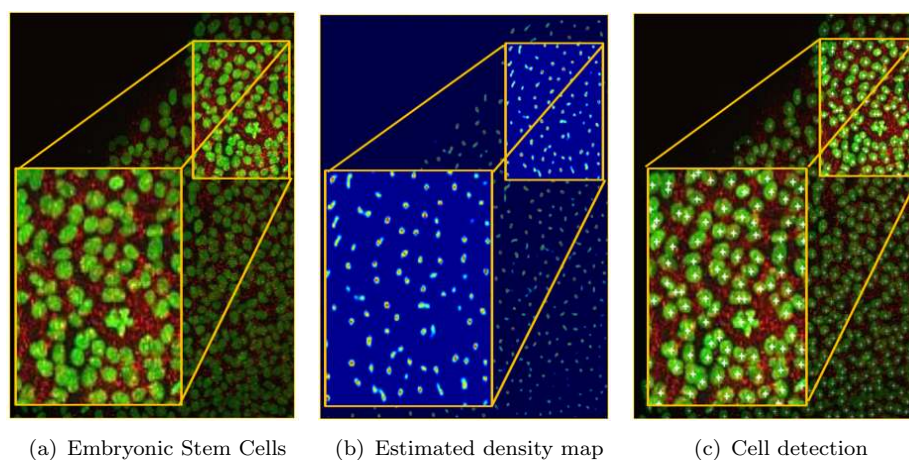 (a) Embryonic Stem Cells
(b) Estimated density map
(c) Cell detection